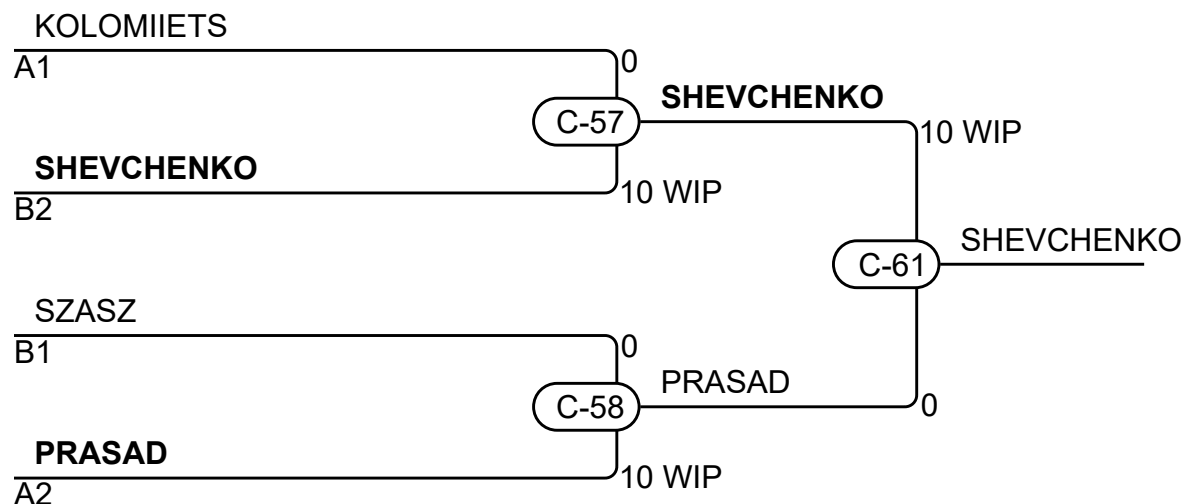 KOLOMIIETS
A1
0
C-57
SHEVCHENKO
10 WIP
SHEVCHENKO
B2
10 WIP
C-61
SHEVCHENKO
SZASZ
B1
0
C-58
PRASAD
0
PRASAD
A2
10 WIP